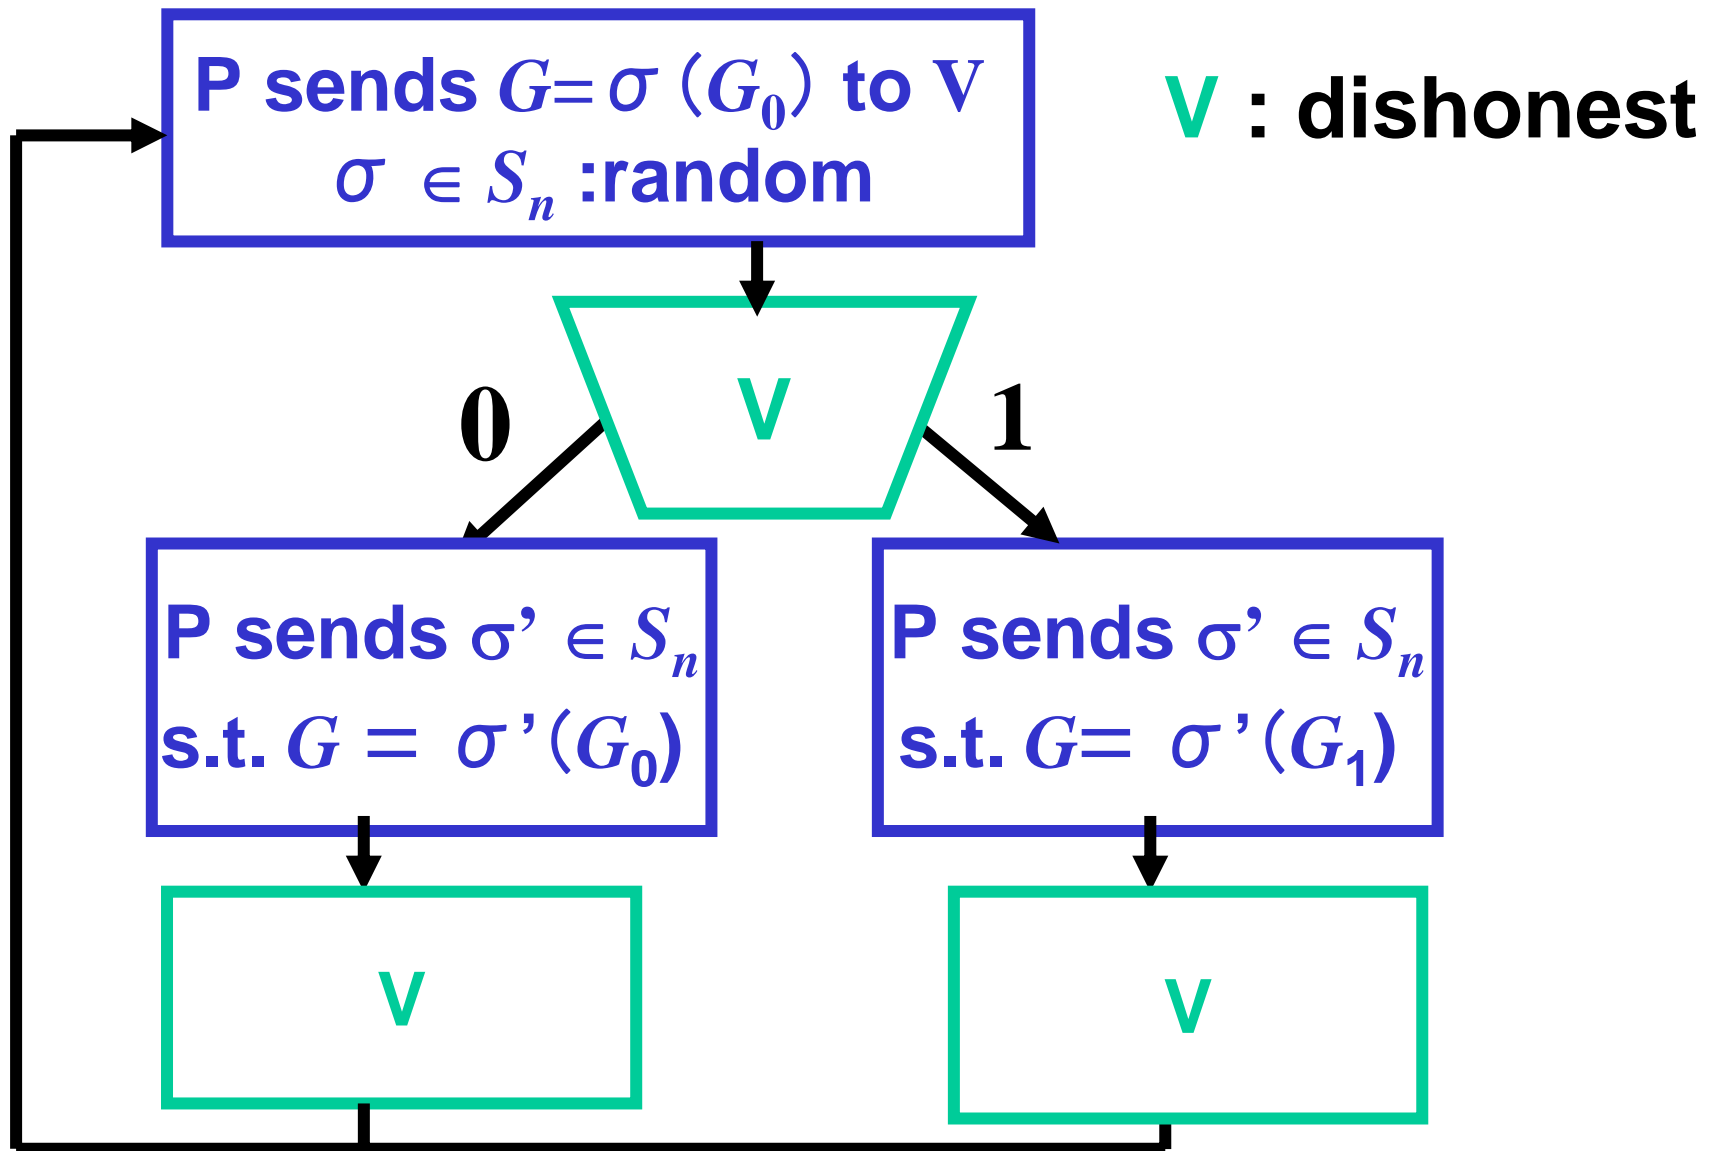 P sends G=σ(G₀) to V
σ ∈ Sₙ :random
V : dishonest
V
0
1
P sends σ’ ∈ Sₙ
s.t. G = σ’(G₀)
P sends σ’ ∈ Sₙ
s.t. G= σ’(G₁)
V
V